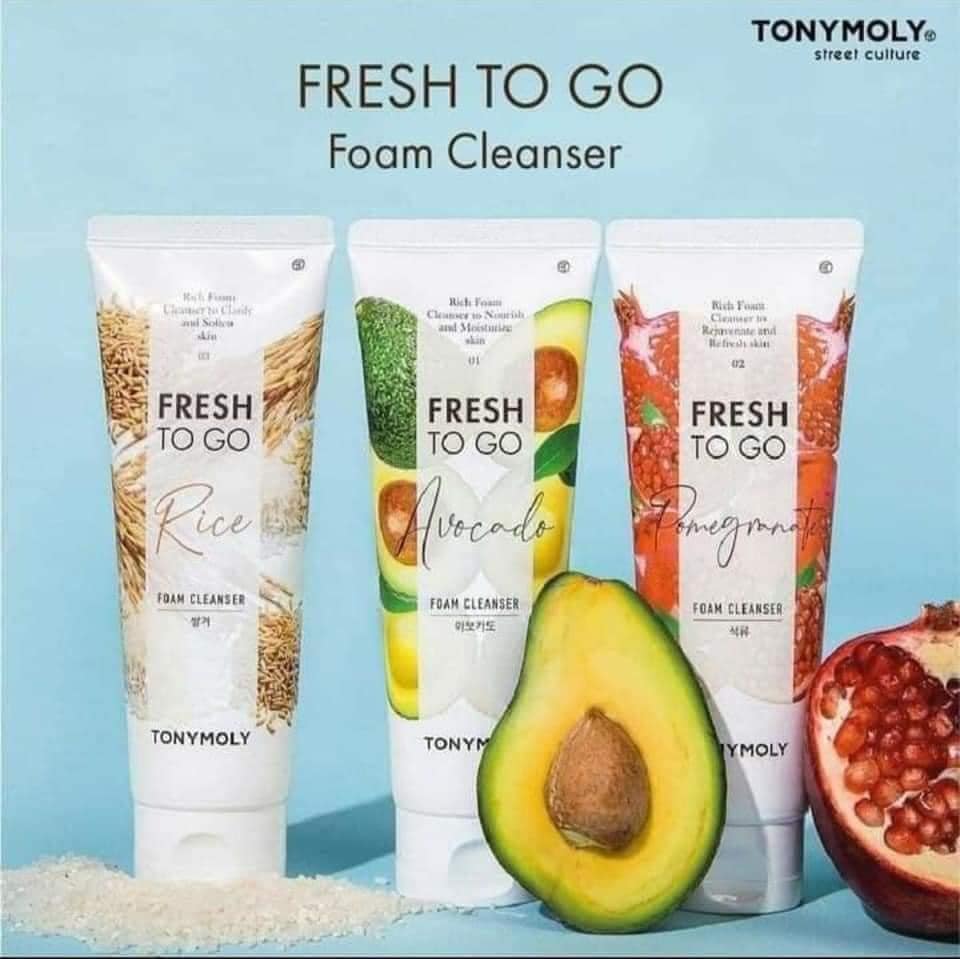 TONYMOLY
street culture
FRESH TO GO
Foam Cleanser
Rich Foam
Cleanser to Clarify
and Soften
skin
03
FRESH
TO GO
Rice
FOAM CLEANSER
쌀겨
TONYMOLY
Rich Foam
Cleanser to Nourish
and Moisturize
skin
01
FRESH
TO GO
Avocado
FOAM CLEANSER
아보카도
TONYM
Rich Foam
Cleanser to
Rejuvenate and
Refresh skin
02
FRESH
TO GO
Pomegranate
FOAM CLEANSER
석류
YMOLY